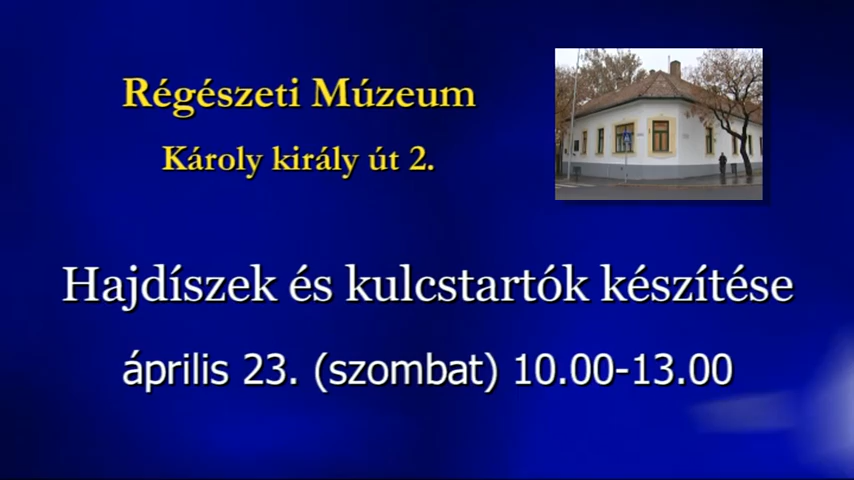 Régészeti Múzeum
Károly király út 2.
Hajdíszek és kulcstartók készítése
április 23. (szombat) 10.00-13.00